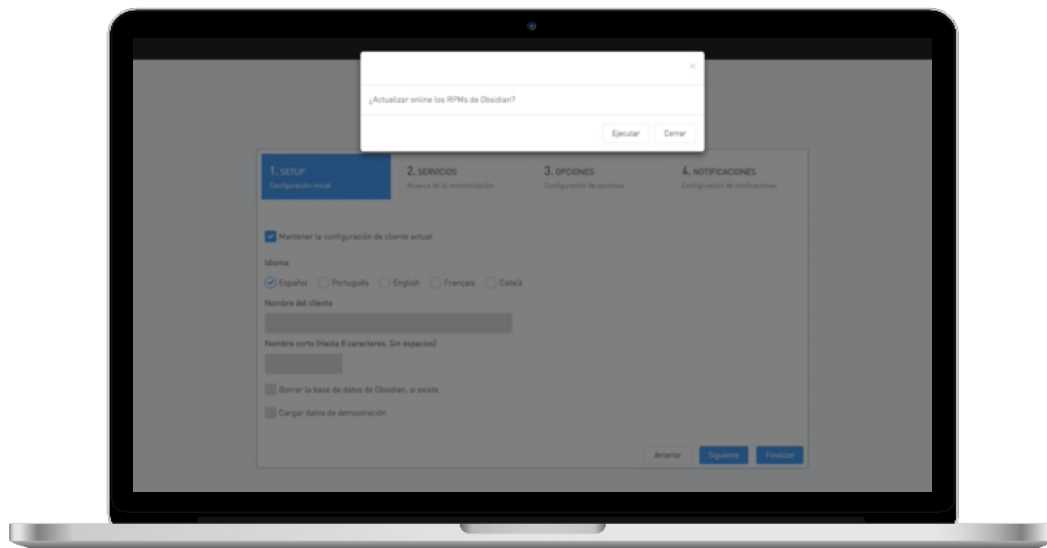 ×
¿Actualizar online los RPMs de Obsidian?
Ejecutar Cerrar
1. SETUP 2. SERVICIOS 3. OPCIONES 4. NOTIFICACIONES
Configuración inicial Alcance de la monitorización Configuración de opciones Configuración de notificaciones
Mantener la configuración de cliente actual
Idioma
Español Português English Français Català
Nombre del cliente
Nombre corto (Hasta 8 caracteres. Sin espacios)
Borrar la base de datos de Obsidian, si existe
Cargar datos de demostración
Anterior Siguiente Finalizar